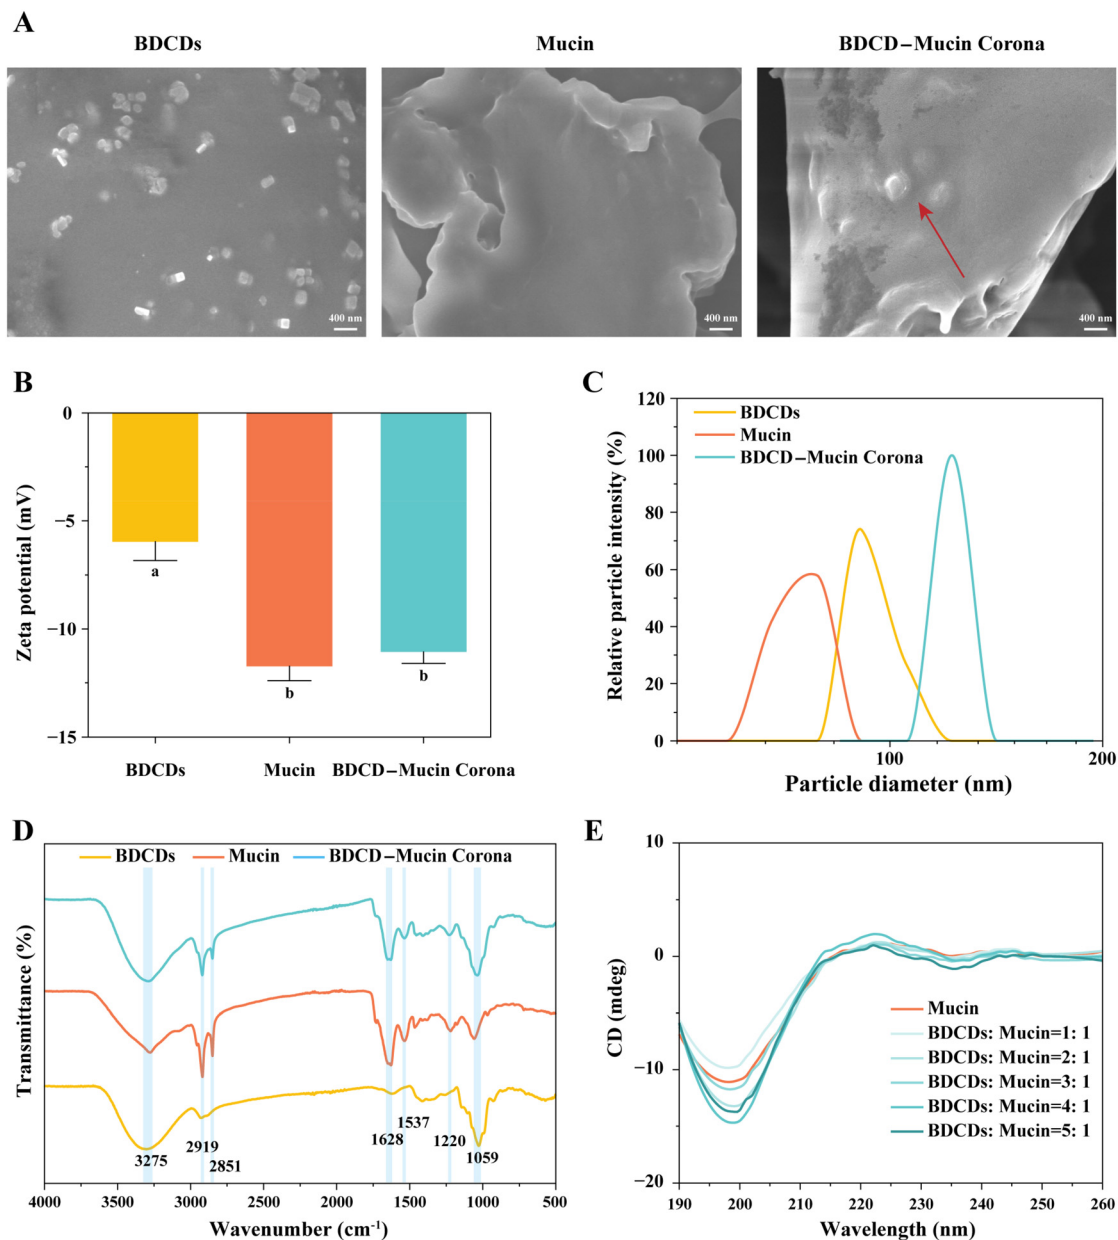 A
BDCDs
Mucin
BDCD–Mucin Corona
400 nm
400 nm
400 nm
B
0
−5
−10
−15
Zeta potential (mV)
a
b
b
BDCDs
Mucin
BDCD–Mucin Corona
C
120
100
80
60
40
20
0
Relative particle intensity (%)
BDCDs
Mucin
BDCD–Mucin Corona
100
200
Particle diameter (nm)
D
BDCDs
Mucin
BDCD–Mucin Corona
Transmittance (%)
3275
2919
2851
1628
1537
1220
1059
4000
3500
3000
2500
2000
1500
1000
500
Wavenumber (cm⁻¹)
E
10
0
−10
−20
CD (mdeg)
Mucin
BDCDs: Mucin=1: 1
BDCDs: Mucin=2: 1
BDCDs: Mucin=3: 1
BDCDs: Mucin=4: 1
BDCDs: Mucin=5: 1
190
200
210
220
230
240
250
260
Wavelength (nm)